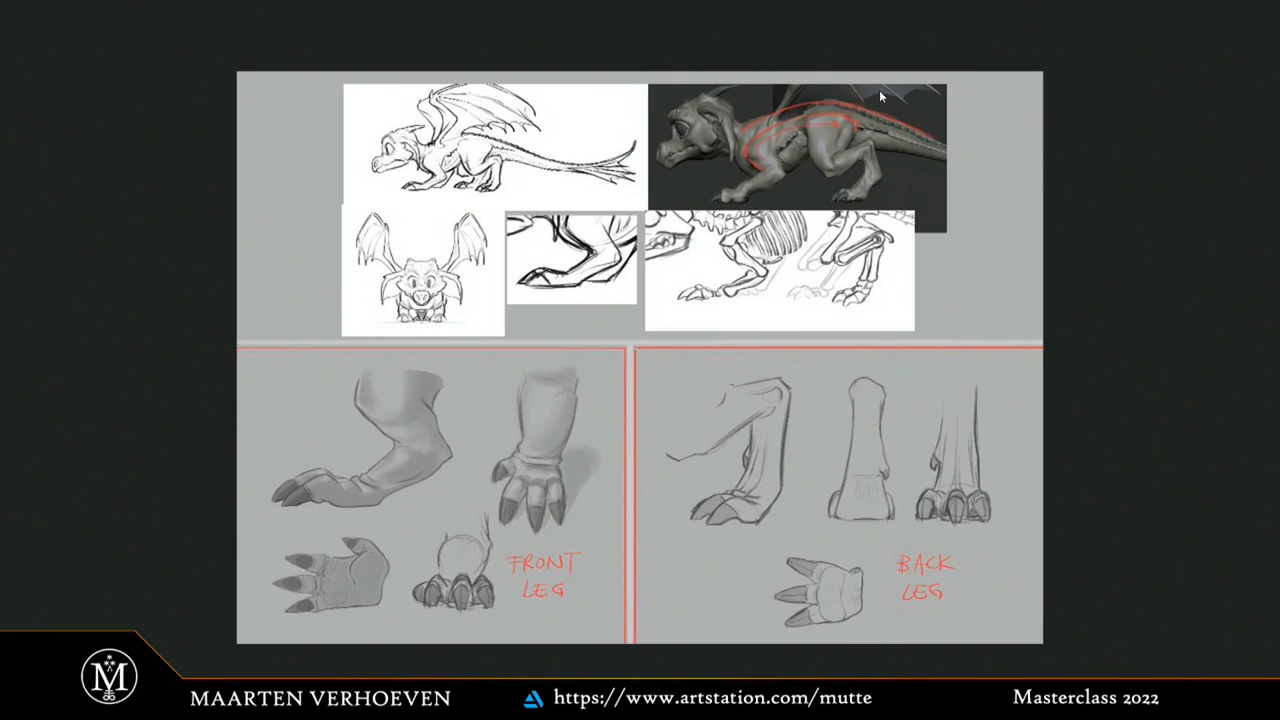 FRONT
LEG
BACK
LEG
M
MAARTEN VERHOEVEN
https://www.artstation.com/mutte
Masterclass 2022